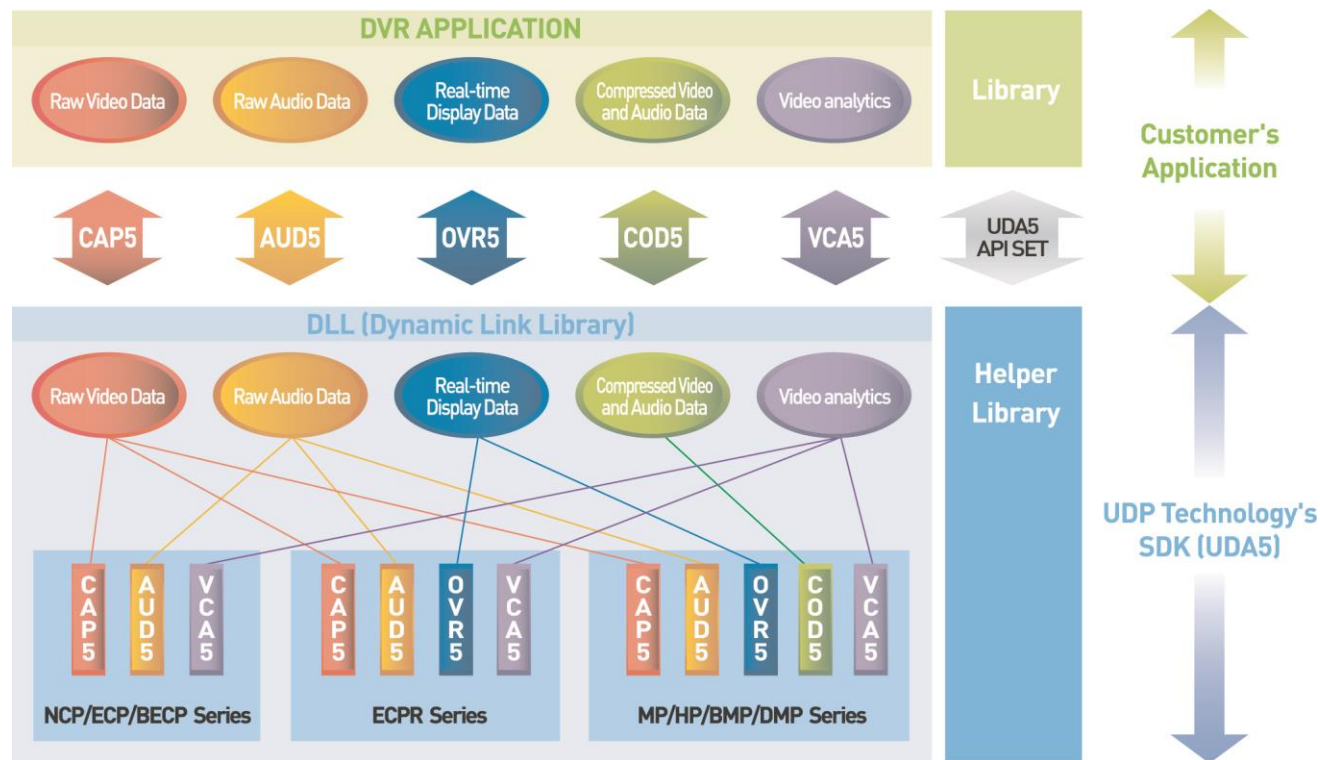 DVR APPLICATION
Raw Video Data
Raw Audio Data
Real-time
Display Data
Compressed Video
and Audio Data
Video analytics
Library
Customer's
Application
CAP5
AUD5
OVR5
COD5
VCA5
UDA5
API SET
DLL (Dynamic Link Library)
Raw Video Data
Raw Audio Data
Real-time
Display Data
Compressed Video
and Audio Data
Video analytics
Helper
Library
UDP Technology's
SDK (UDA5)
CAP5
AUD5
VCA5
NCP/ECP/BECP Series
CAP5
AUD5
OVR5
VCA5
ECPR Series
CAP5
AUD5
OVR5
COD5
VCA5
MP/HP/BMP/DMP Series